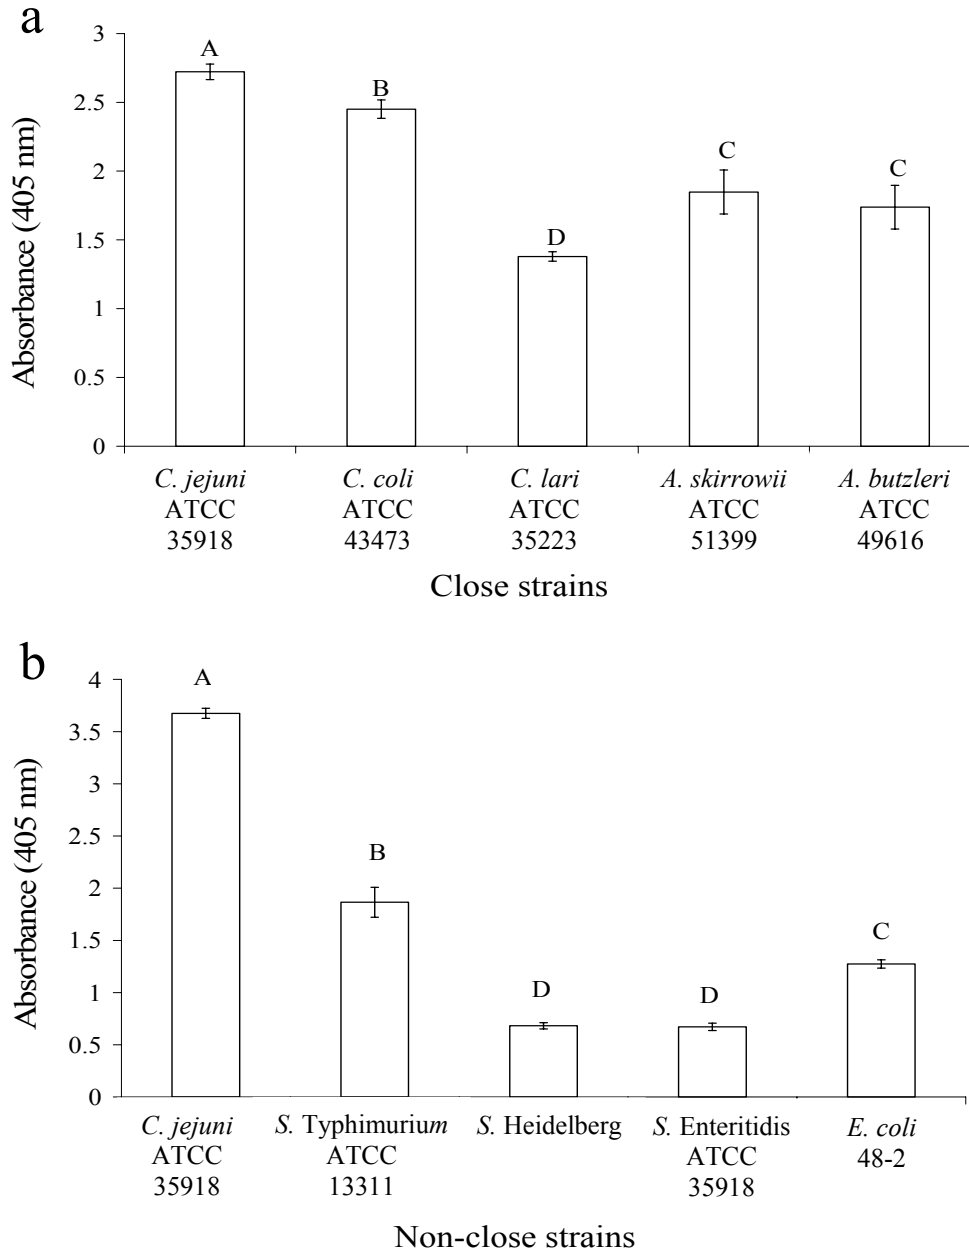 a
Absorbance (405 nm)
3
2.5
2
1.5
1
0.5
0
A
B
D
C
C
C. jejuni
ATCC
35918
C. coli
ATCC
43473
C. lari
ATCC
35223
A. skirrowii
ATCC
51399
A. butzleri
ATCC
49616
Close strains
b
Absorbance (405 nm)
4
3.5
3
2.5
2
1.5
1
0.5
0
A
B
D
D
C
C. jejuni
ATCC
35918
S. Typhimurium
ATCC
13311
S. Heidelberg
S. Enteritidis
ATCC
35918
E. coli
48-2
Non-close strains